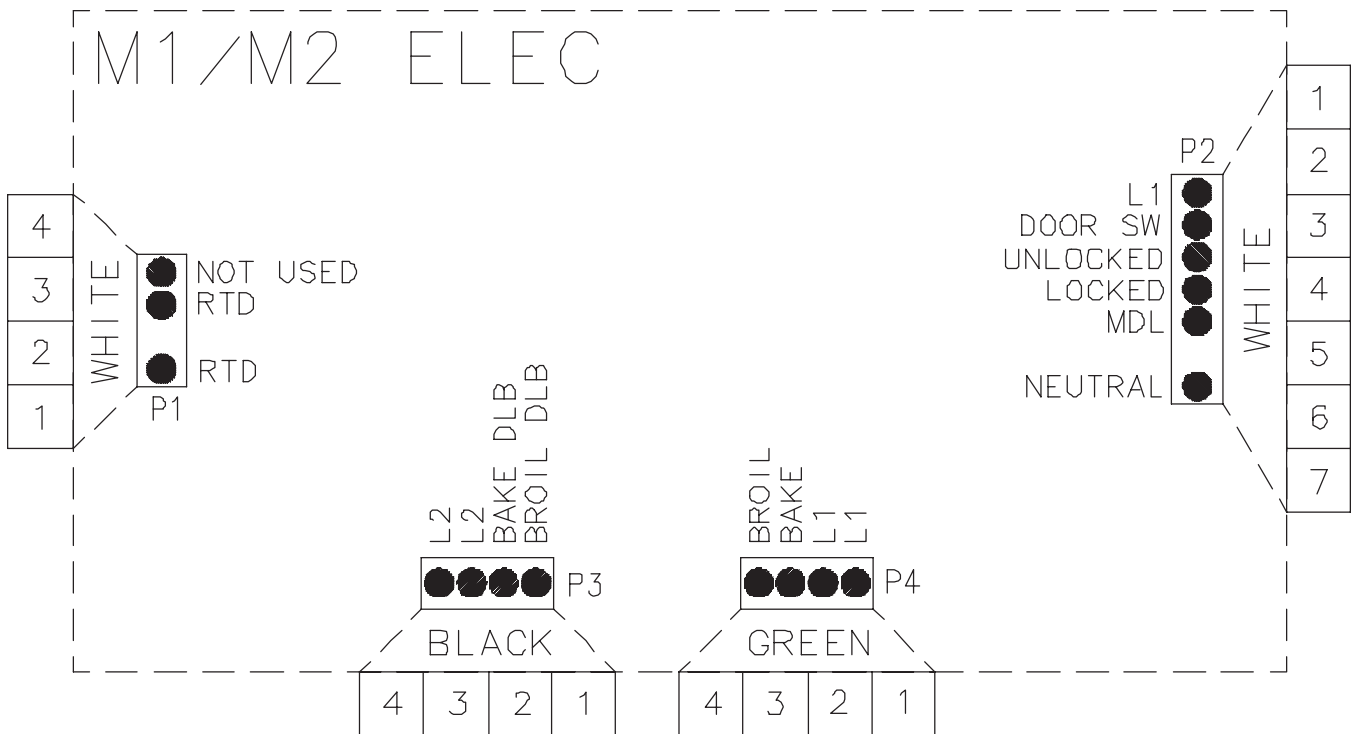 M1/M2 ELEC
4
3
2
1
WHITE
NOT USED
RTD
RTD
P1
P2
L1
DOOR SW
UNLOCKED
LOCKED
MDL
NEUTRAL
WHITE
1
2
3
4
5
6
7
L2
L2
BAKE DLB
BROIL DLB
P3
BLACK
4
3
2
1
BROIL
BAKE
L1
L1
P4
GREEN
4
3
2
1